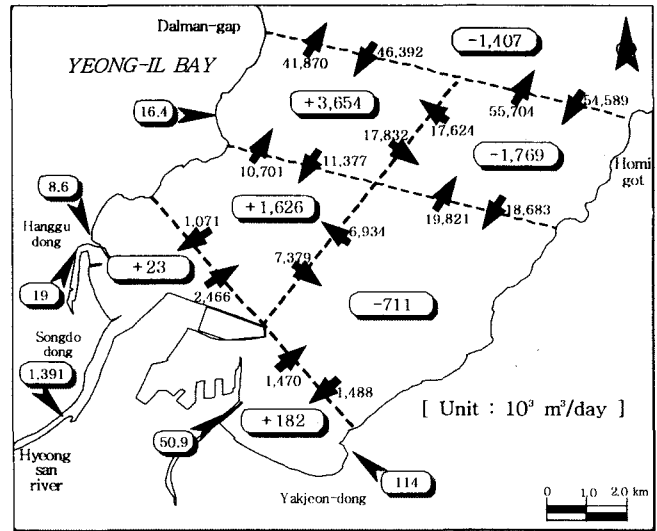 Dalman-gap
-1,407
YEONG-IL BAY
41,870
46,392
+3,654
55,704
54,589
16.4
17,832
17,624
-1,769
Homi
got
10,701
11,377
8.6
+1,626
19,821
18,683
Hanggu
dong
1,071
6,934
+23
7,379
19
2,466
-711
Songdo
dong
1,470
1,488
1,391
[ Unit : 10³ m³/day ]
+182
50.9
Hyeong
san
river
114
Yakjeon-dong
0 1.0 2.0 km